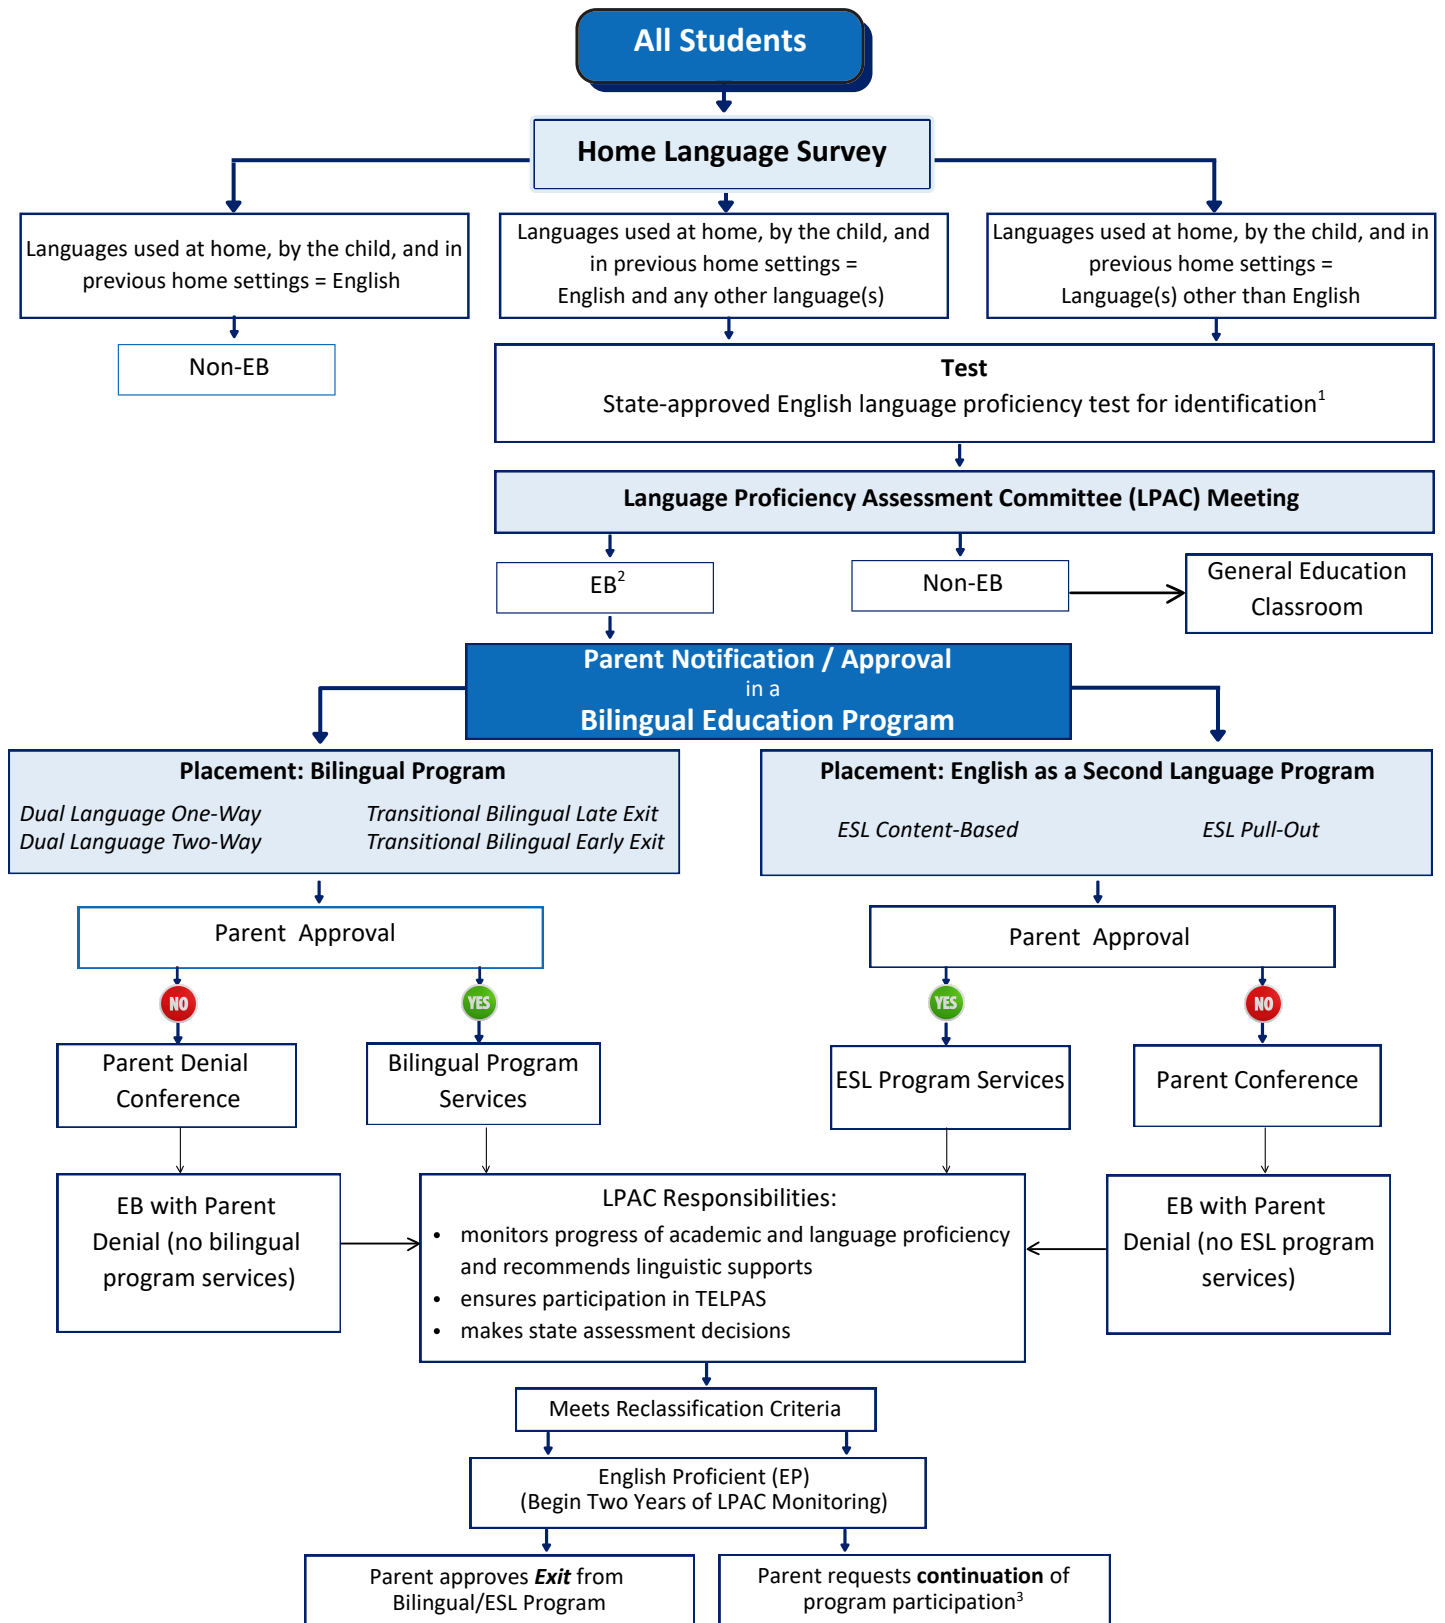 All Students
Home Language Survey
Languages used at home, by the child, and in
previous home settings = English
Languages used at home, by the child, and
in previous home settings =
English and any other language(s)
Languages used at home, by the child, and in
previous home settings =
Language(s) other than English
Non-EB
Test
State-approved English language proficiency test for identification1
Language Proficiency Assessment Committee (LPAC) Meeting
EB2
Non-EB
General Education
Classroom
Parent Notification / Approval
in a
Bilingual Education Program
Placement: Bilingual Program
Dual Language One-Way
Transitional Bilingual Late Exit
Dual Language Two-Way
Transitional Bilingual Early Exit
Placement: English as a Second Language Program
ESL Content-Based
ESL Pull-Out
Parent Approval
Parent Approval
NO
YES
YES
NO
Parent Denial
Conference
Bilingual Program
Services
ESL Program Services
Parent Conference
EB with Parent
Denial (no bilingual
program services)
LPAC Responsibilities:
• monitors progress of academic and language proficiency
and recommends linguistic supports
• ensures participation in TELPAS
• makes state assessment decisions
EB with Parent
Denial (no ESL program
services)
Meets Reclassification Criteria
English Proficient (EP)
(Begin Two Years of LPAC Monitoring)
Parent approves Exit from
Bilingual/ESL Program
Parent requests continuation of
program participation3